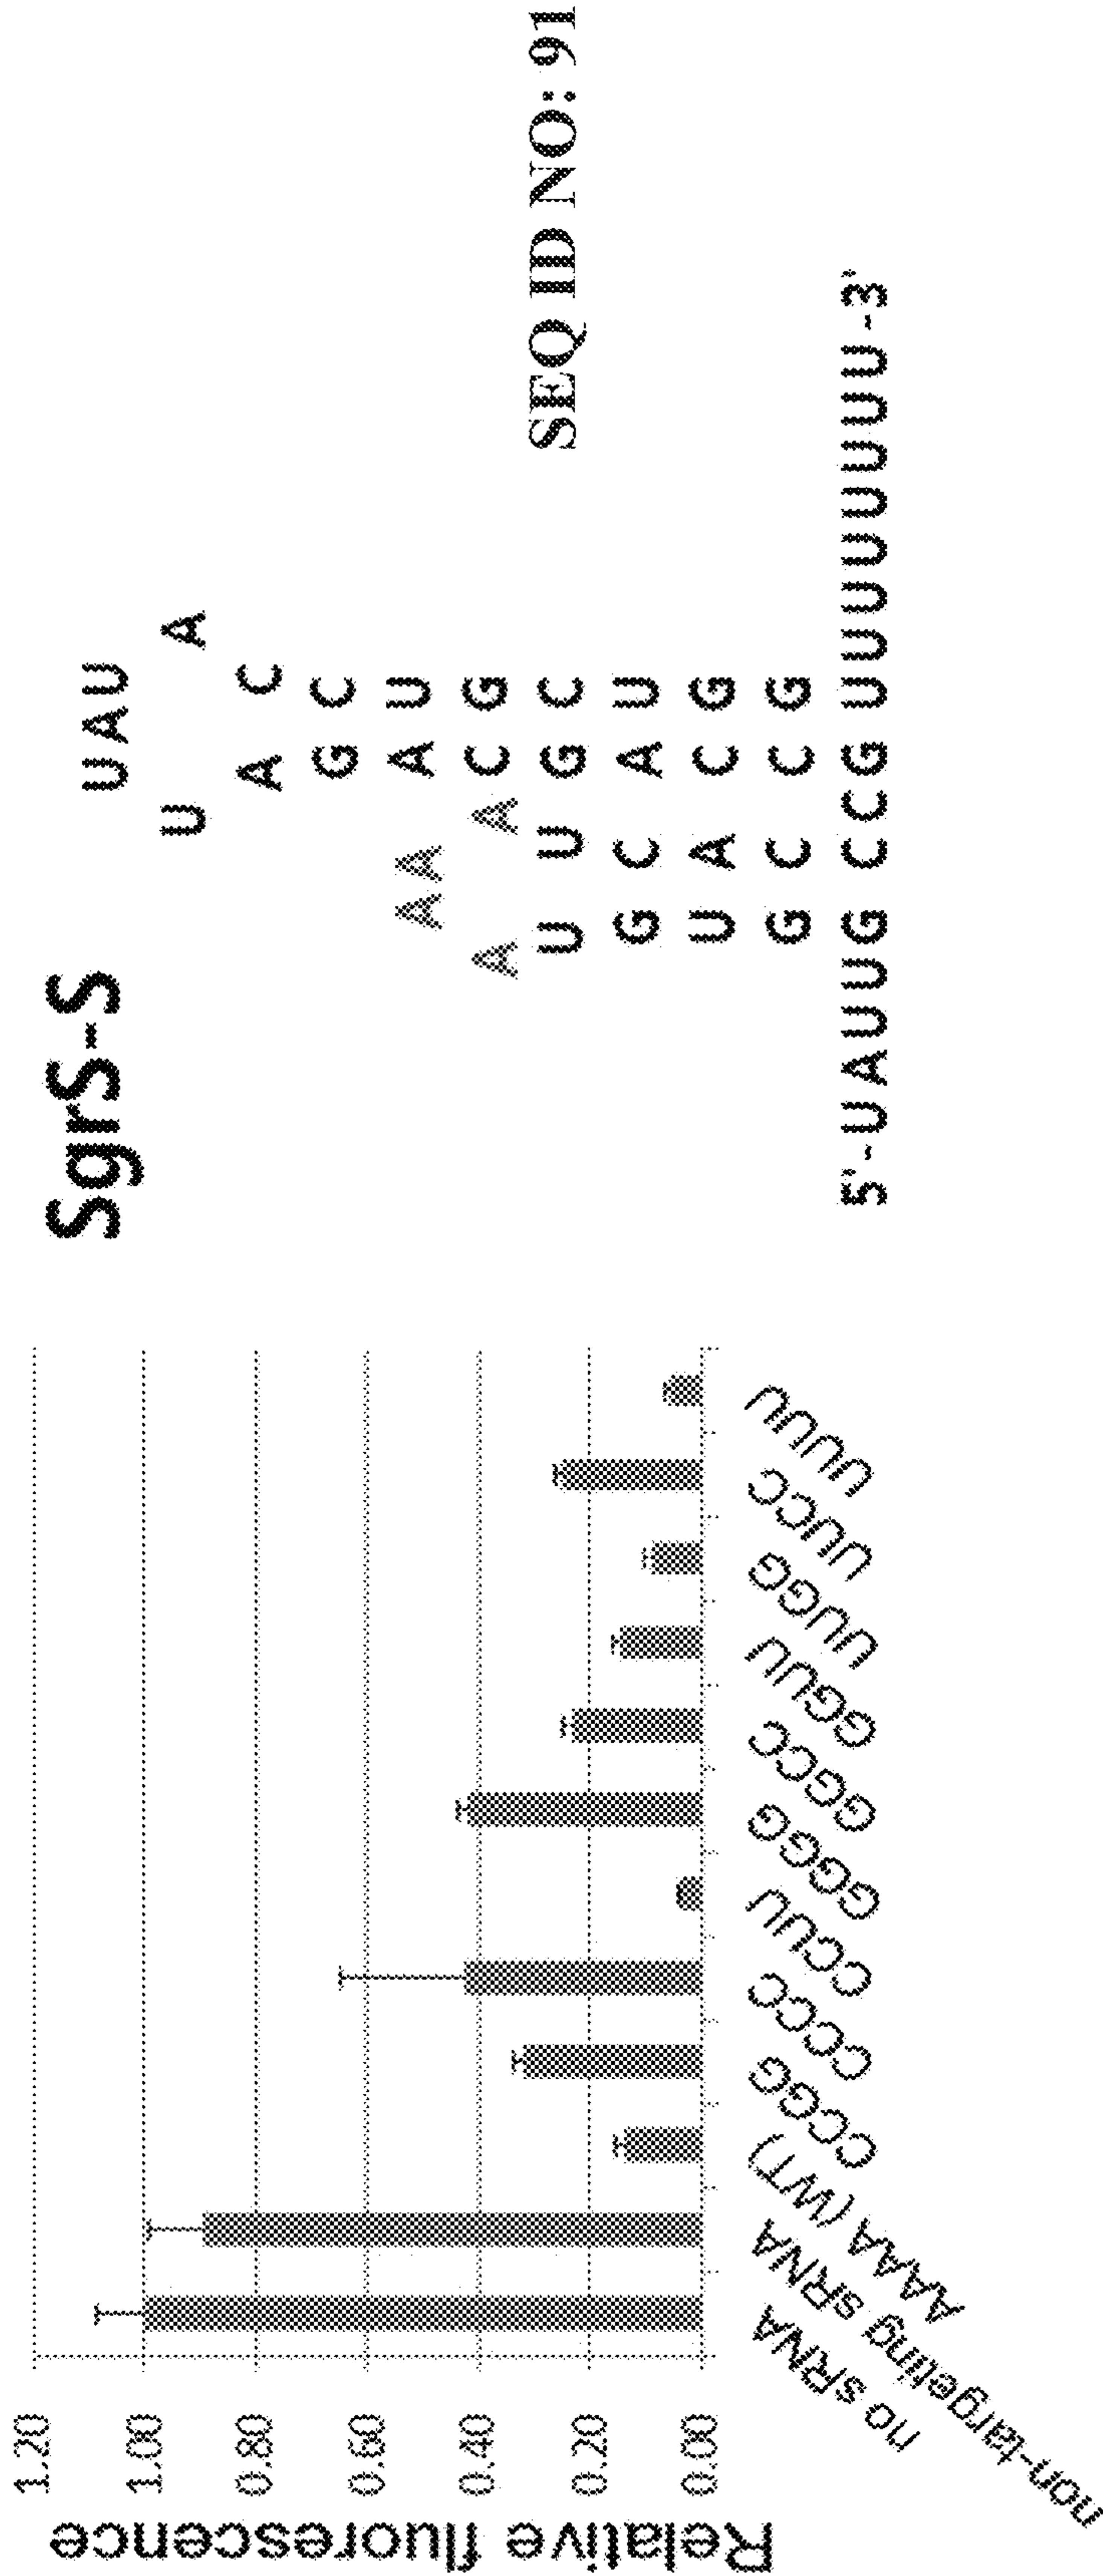 Relative fluorescence
1.20
1.00
0.80
0.60
0.40
0.20
0.00
no sRNA
non-targeting sRNA
AAAA (WT)
CCGG
CCCC
CCUU
GGGG
GGCC
GGUU
UUGG
UUCC
UUUU
SgrS-S
UAU
U A
A C
G C
AA A U
A A C G
U U G C
G C A U
U A C G
G C C G
5'-UAUUG CCG UUUUUUUU-3'
SEQ ID NO: 91